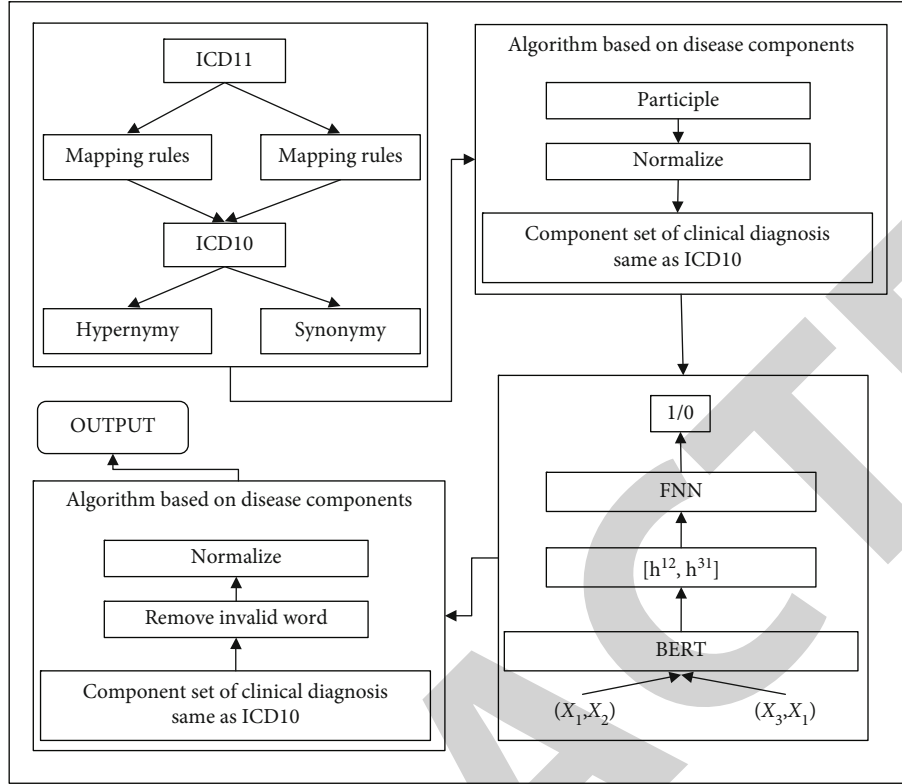 ICD11
Mapping rules
Mapping rules
ICD10
Hypernymy
Synonymy
Algorithm based on disease components
Participle
Normalize
Component set of clinical diagnosis
same as ICD10
1/0
FNN
[h¹², h³¹]
BERT
(X₁,X₂)
(X₃,X₁)
OUTPUT
Algorithm based on disease components
Normalize
Remove invalid word
Component set of clinical diagnosis
same as ICD10